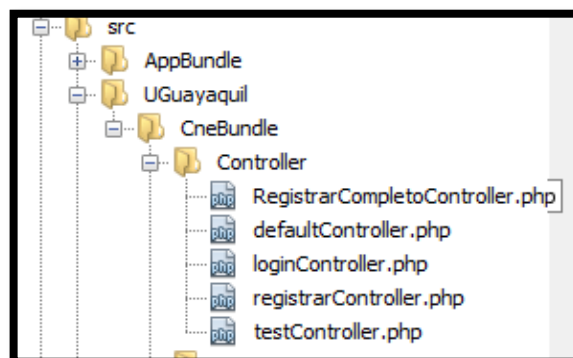 src
AppBundle
UGuayaquil
CneBundle
Controller
RegistrarCompletoController.php
defaultController.php
loginController.php
registrarController.php
testController.php